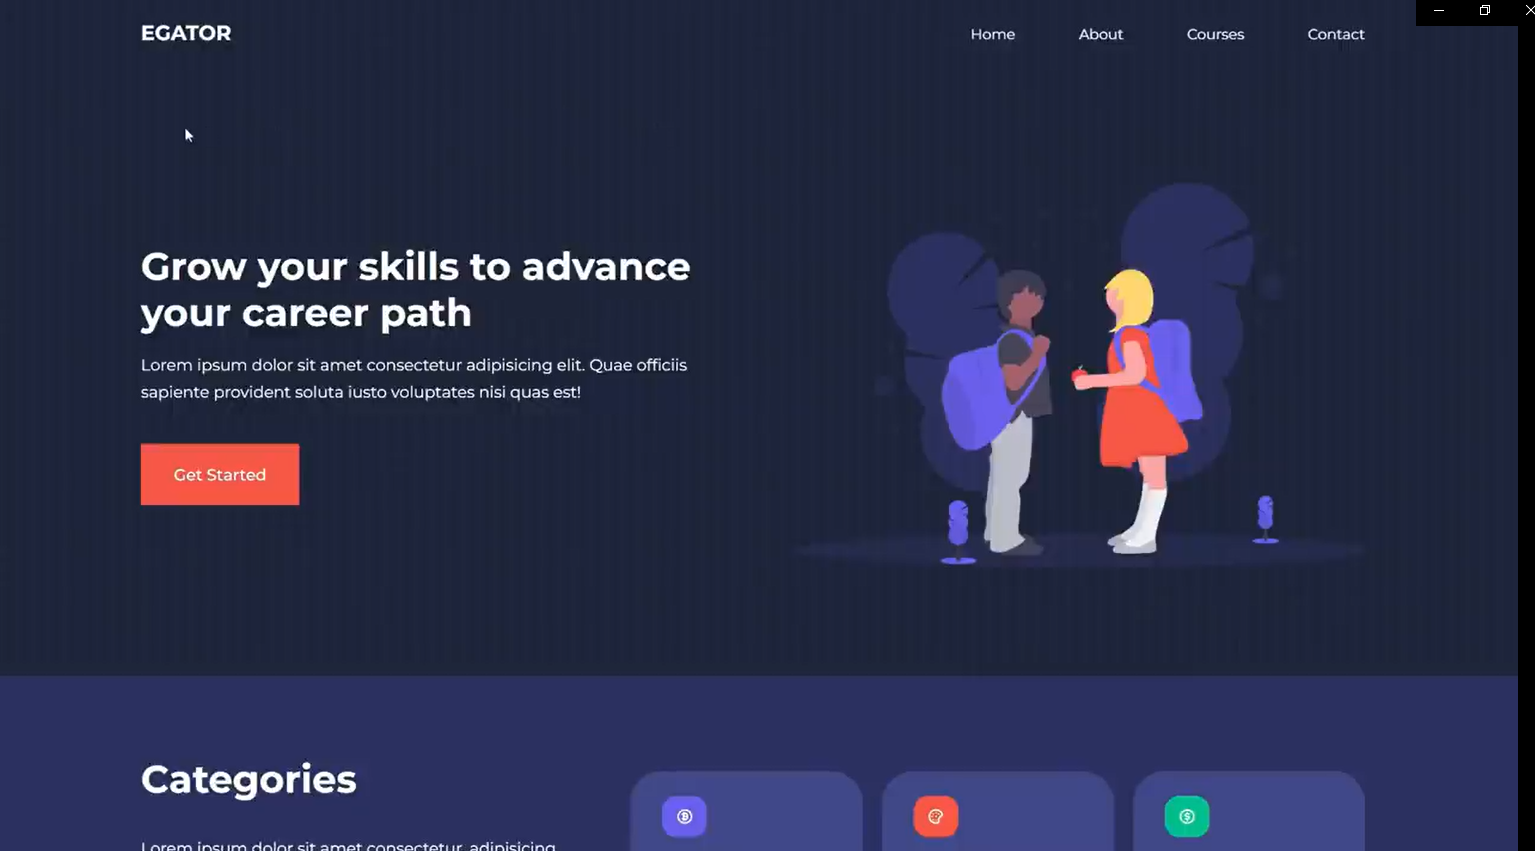 EGATOR
Home About Courses Contact
Grow your skills to advance
your career path
Lorem ipsum dolor sit amet consectetur adipisicing elit. Quae officiis
sapiente provident soluta iusto voluptates nisi quas est!
Get Started
Categories
Lorem ipsum dolor sit amet consectetur, adipisicing